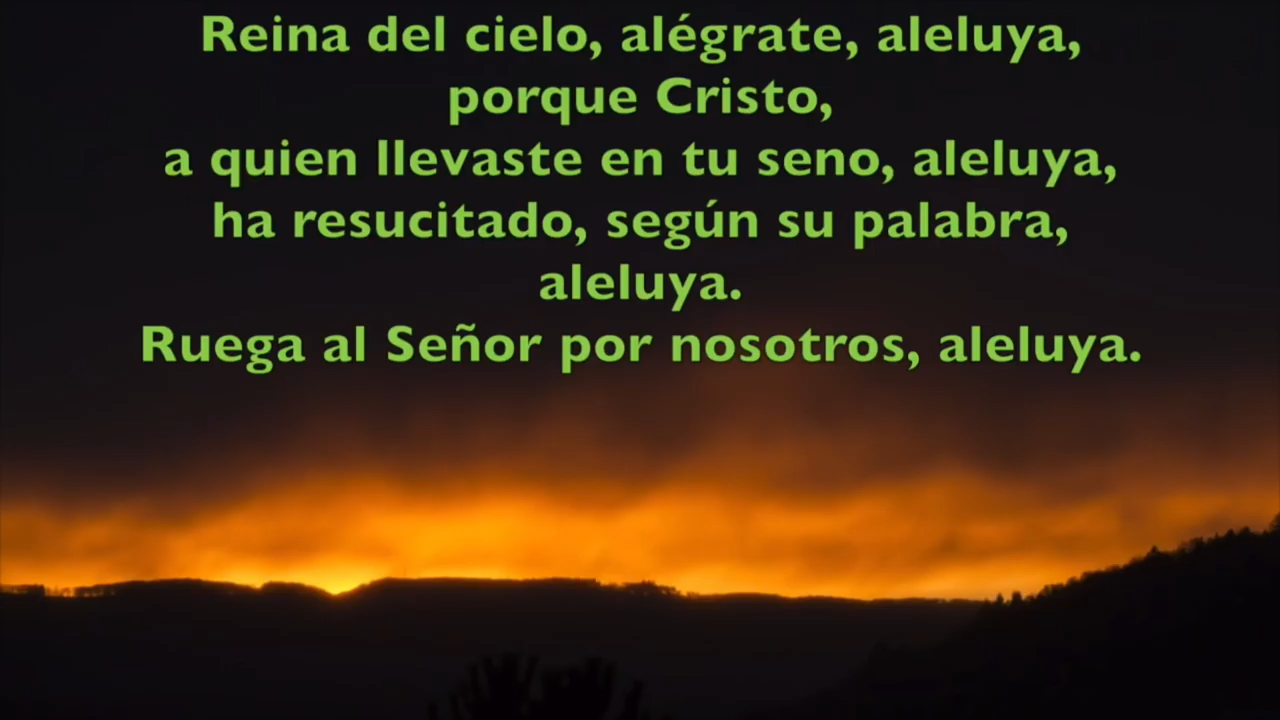 Reina del cielo, alégrate, aleluya,
porque Cristo,
a quien llevaste en tu seno, aleluya,
ha resucitado, según su palabra,
aleluya.
Ruega al Señor por nosotros, aleluya.